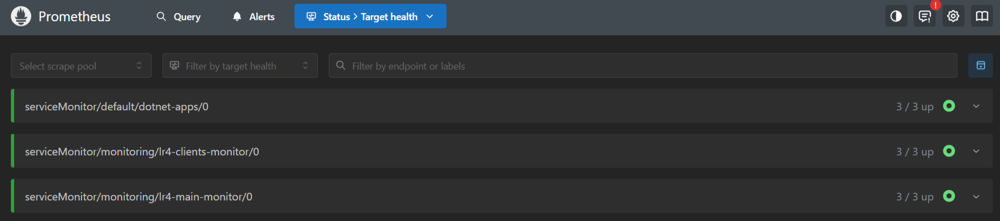 Prometheus Query Alerts Status > Target health !
Select scrape pool Filter by target health Filter by endpoint or labels
serviceMonitor/default/dotnet-apps/0 3 / 3 up
serviceMonitor/monitoring/lr4-clients-monitor/0 3 / 3 up
serviceMonitor/monitoring/lr4-main-monitor/0 3 / 3 up